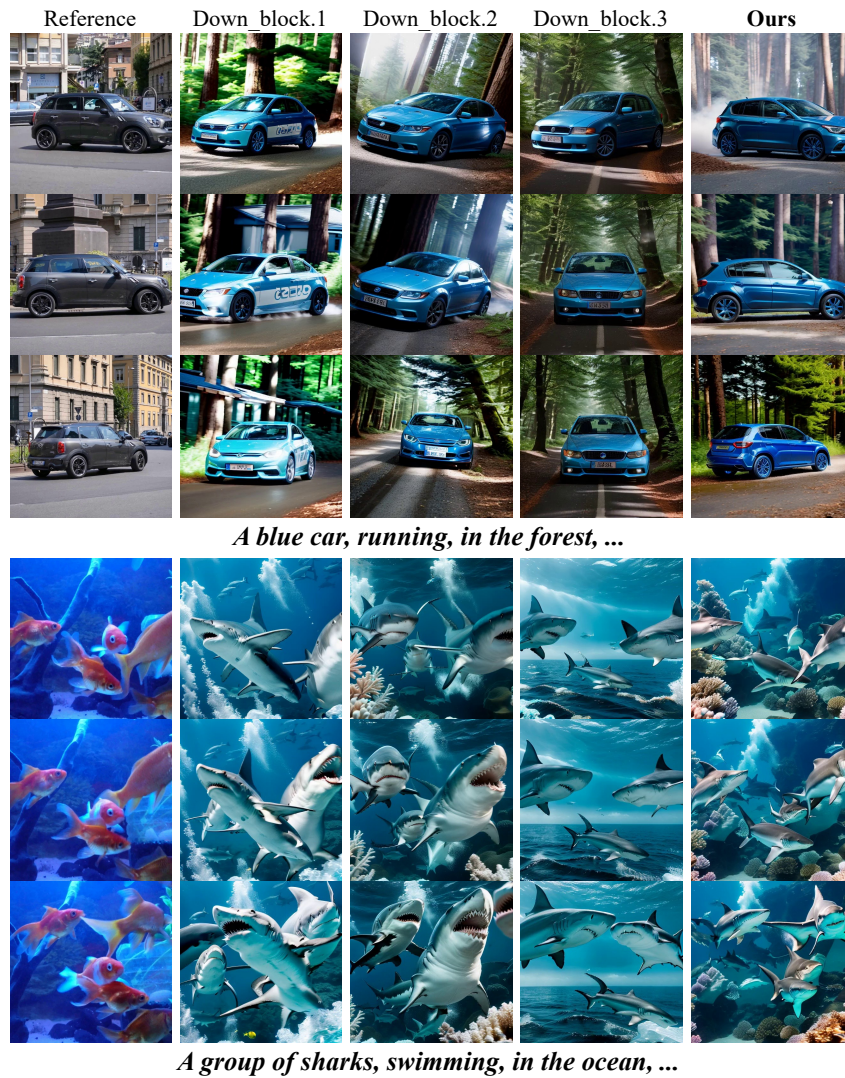 Reference Down_block.1 Down_block.2 Down_block.3 Ours
A blue car, running, in the forest, ...
A group of sharks, swimming, in the ocean, ...